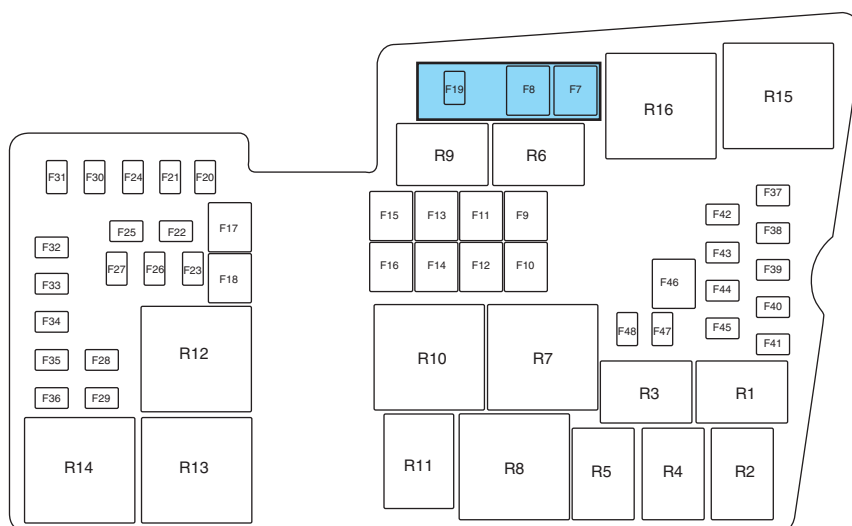 F19 F8 F7
R16 R15
R9 R6
F31 F30 F24 F21 F20
F15 F13 F11 F9
F37
F42
F25 F22 F17
F38
F32
F16 F14 F12 F10
F43
F27 F26 F23 F18
F39
F33
F46
F44
F40
F34
F48 F47
F45
F41
R12
R10 R7
F35 F28
F36 F29
R3 R1
R14 R13
R11 R8 R5 R4 R2